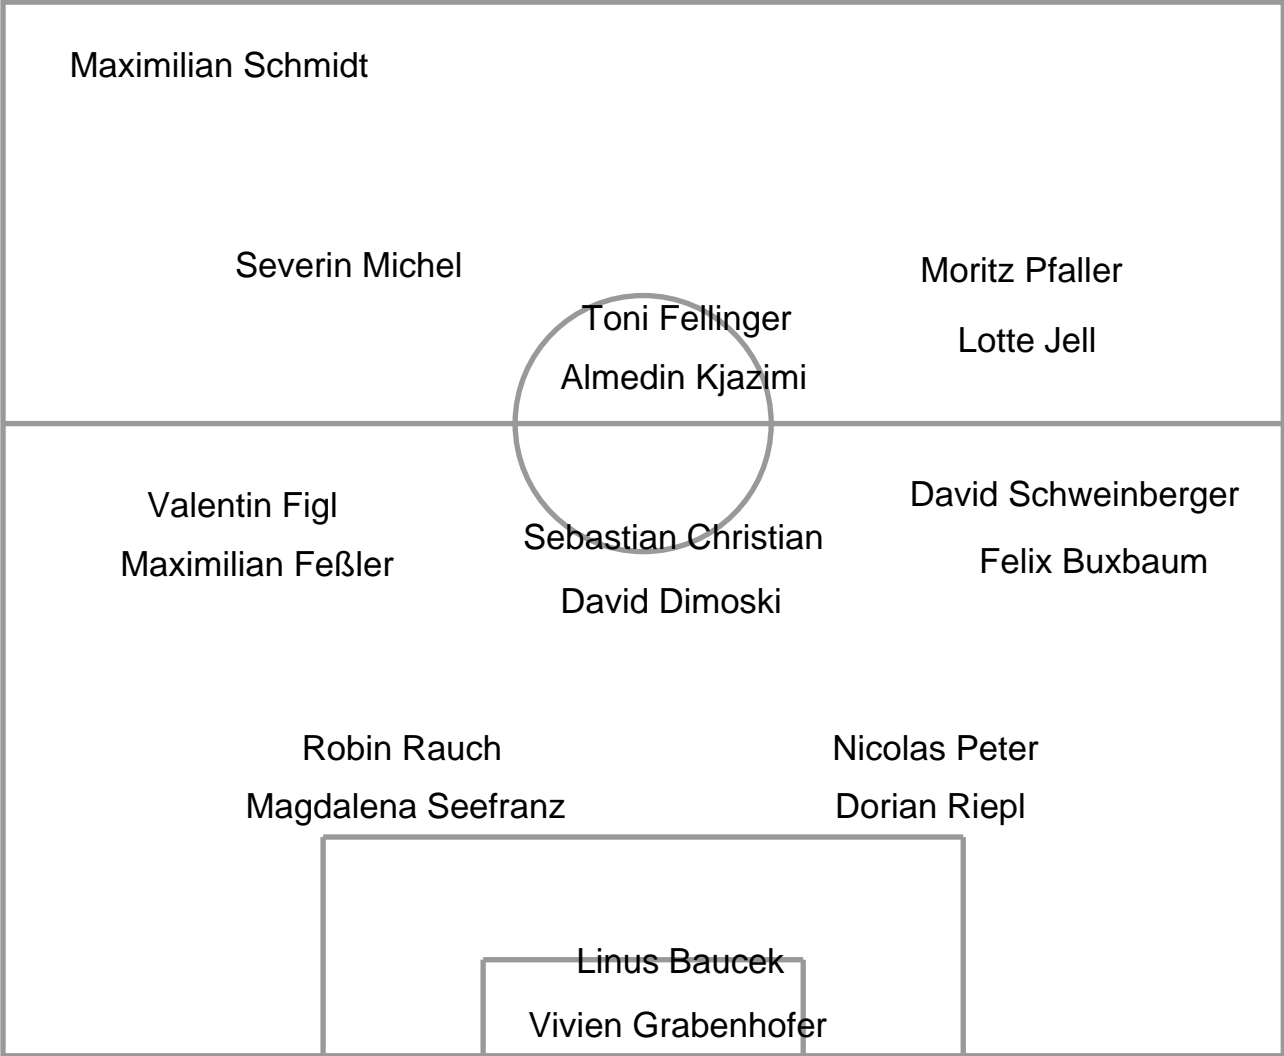 Maximilian Schmidt
Severin Michel
Moritz Pfaller
Toni Fellinger
Lotte Jell
Almedin Kjazimi
David Schweinberger
Valentin Figl
Sebastian Christian
Felix Buxbaum
Maximilian Feßler
David Dimoski
Robin Rauch
Nicolas Peter
Magdalena Seefranz
Dorian Riepl
Linus Baucek
Vivien Grabenhofer